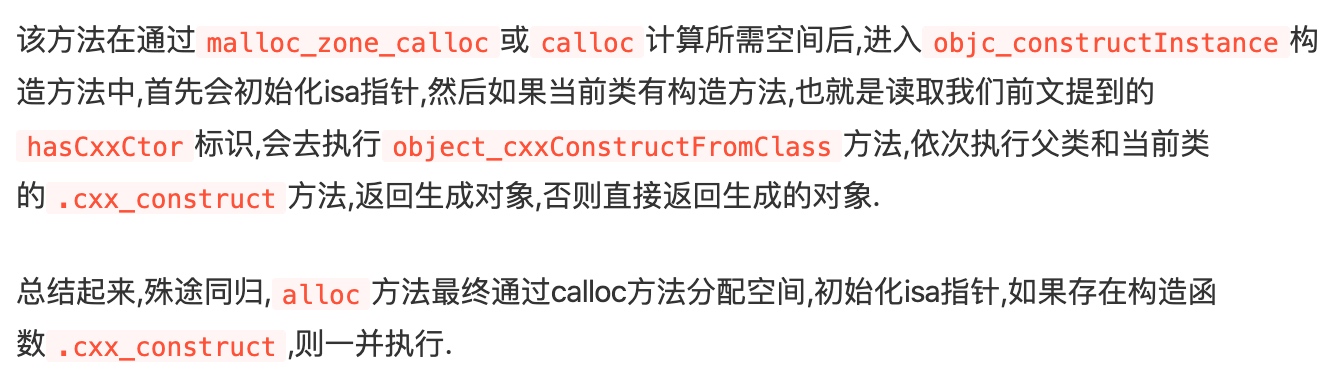 该方法在通过 malloc_zone_calloc 或 calloc 计算所需空间后,进入 objc_constructInstance 构
造方法中,首先会初始化isa指针,然后如果当前类有构造方法,也就是读取我们前文提到的
hasCxxCtor 标识,会去执行 object_cxxConstructFromClass 方法,依次执行父类和当前类
的 .cxx_construct 方法,返回生成对象,否则直接返回生成的对象.
总结起来,殊途同归, alloc 方法最终通过calloc方法分配空间,初始化isa指针,如果存在构造函
数 .cxx_construct ,则一并执行.